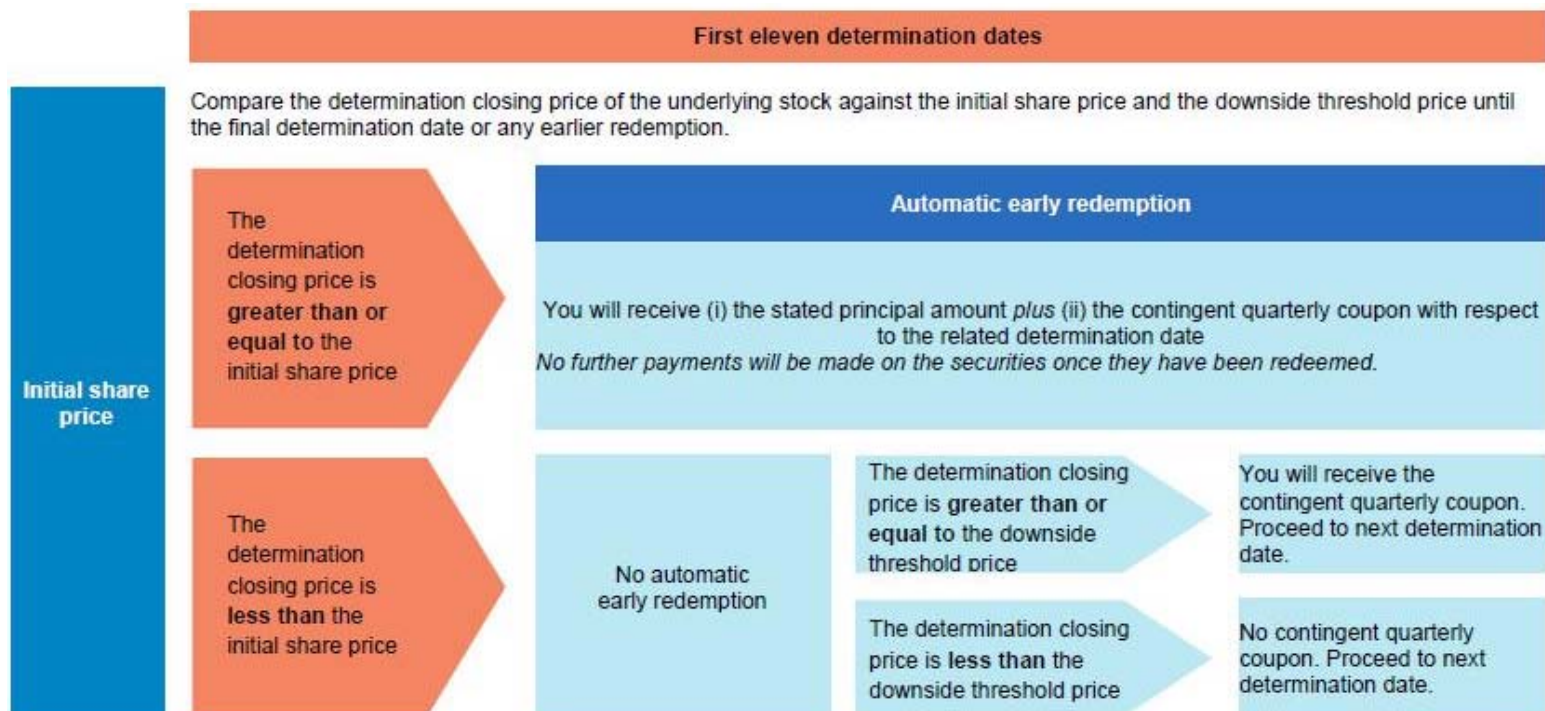 First eleven determination dates
Compare the determination closing price of the underlying stock against the initial share price and the downside threshold price until
the final determination date or any earlier redemption.
Initial share
price
The
determination
closing price is
greater than or
equal to the
initial share price
Automatic early redemption
You will receive (i) the stated principal amount plus (ii) the contingent quarterly coupon with respect
to the related determination date
No further payments will be made on the securities once they have been redeemed.
The
determination
closing price is
less than the
initial share price
No automatic
early redemption
The determination closing
price is greater than or
equal to the downside
threshold price
You will receive the
contingent quarterly coupon.
Proceed to next determination
date.
The determination closing
price is less than the
downside threshold price
No contingent quarterly
coupon. Proceed to next
determination date.